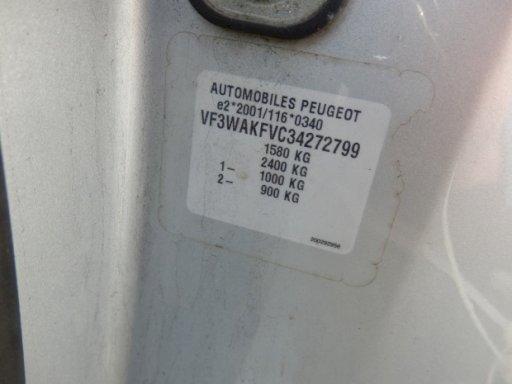 AUTOMOBILES PEUGEOT
e2*2001/116*0340
VF3WAKFVC34272799
1580 KG
1– 2400 KG
2– 1000 KG
900 KG